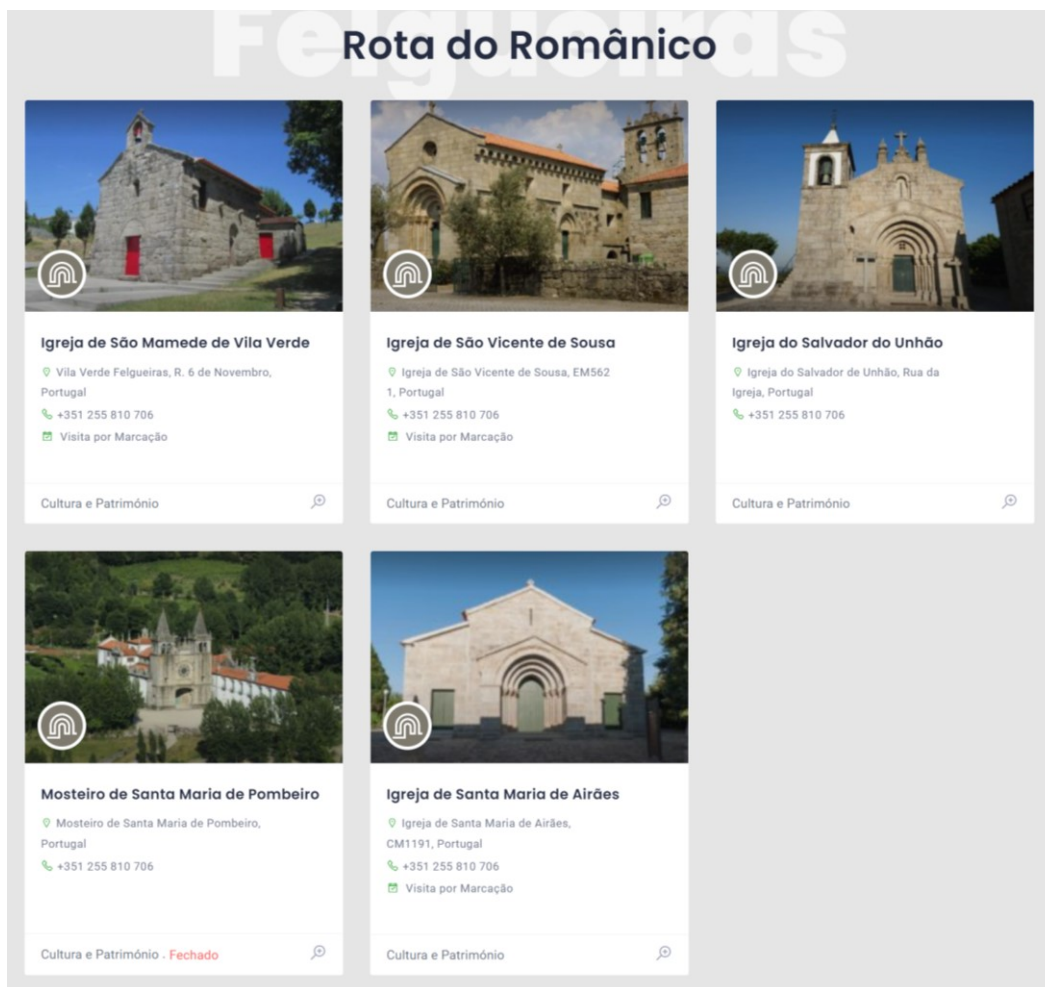 Felgueiras
Rota do Românico
Igreja de São Mamede de Vila Verde
Vila Verde Felgueiras, R. 6 de Novembro,
Portugal
+351 255 810 706
Visita por Marcação
Cultura e Património
Igreja de São Vicente de Sousa
Igreja de São Vicente de Sousa, EM562
1, Portugal
+351 255 810 706
Visita por Marcação
Cultura e Património
Igreja do Salvador do Unhão
Igreja do Salvador de Unhão, Rua da
Igreja, Portugal
+351 255 810 706
Cultura e Património
Mosteiro de Santa Maria de Pombeiro
Mosteiro de Santa Maria de Pombeiro,
Portugal
+351 255 810 706
Cultura e Património . Fechado
Igreja de Santa Maria de Airães
Igreja de Santa Maria de Airães,
CM1191, Portugal
+351 255 810 706
Visita por Marcação
Cultura e Património